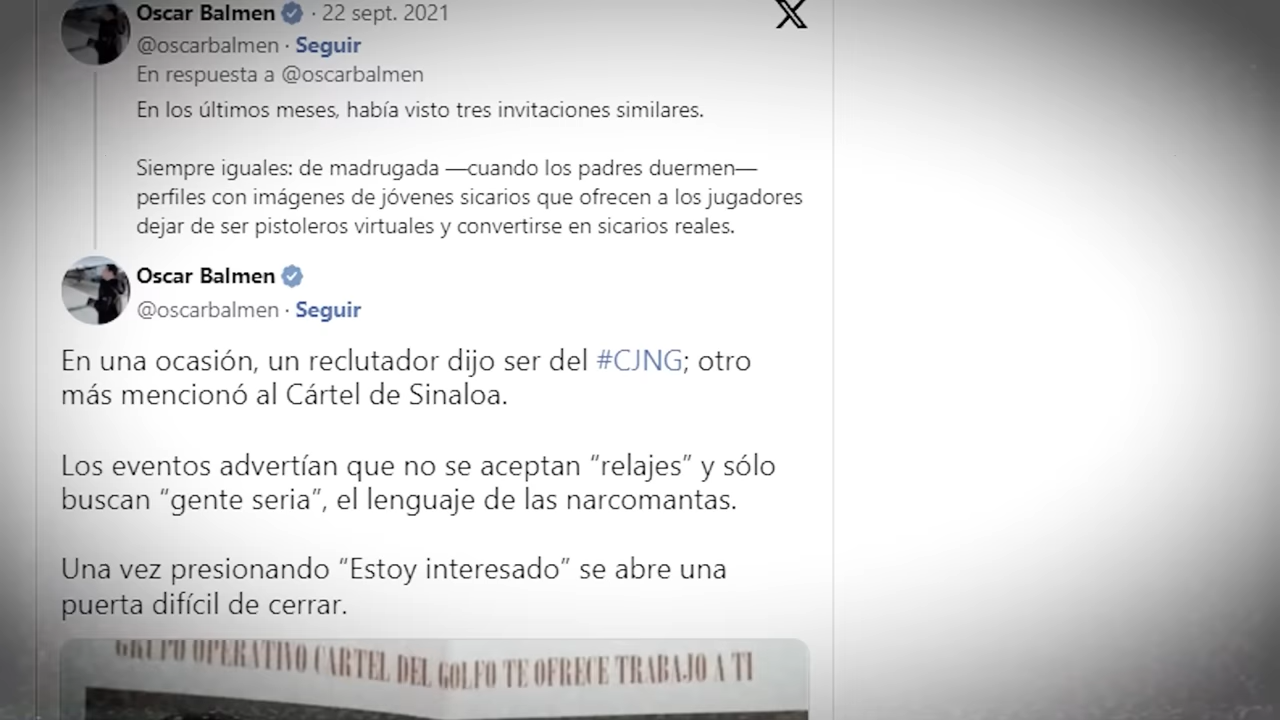 Oscar Balmen · 22 sept. 2021
@oscarbalmen · Seguir
En respuesta a @oscarbalmen
En los últimos meses, había visto tres invitaciones similares.
Siempre iguales: de madrugada —cuando los padres duermen—
perfiles con imágenes de jóvenes sicarios que ofrecen a los jugadores
dejar de ser pistoleros virtuales y convertirse en sicarios reales.
Oscar Balmen
@oscarbalmen · Seguir
En una ocasión, un reclutador dijo ser del #CJNG; otro
más mencionó al Cártel de Sinaloa.
Los eventos advertían que no se aceptan “relajes” y sólo
buscan “gente seria”, el lenguaje de las narcomantas.
Una vez presionando “Estoy interesado” se abre una
puerta difícil de cerrar.
GRUPO OPERATIVO CARTEL DEL GOLFO TE OFRECE TRABAJO A TI